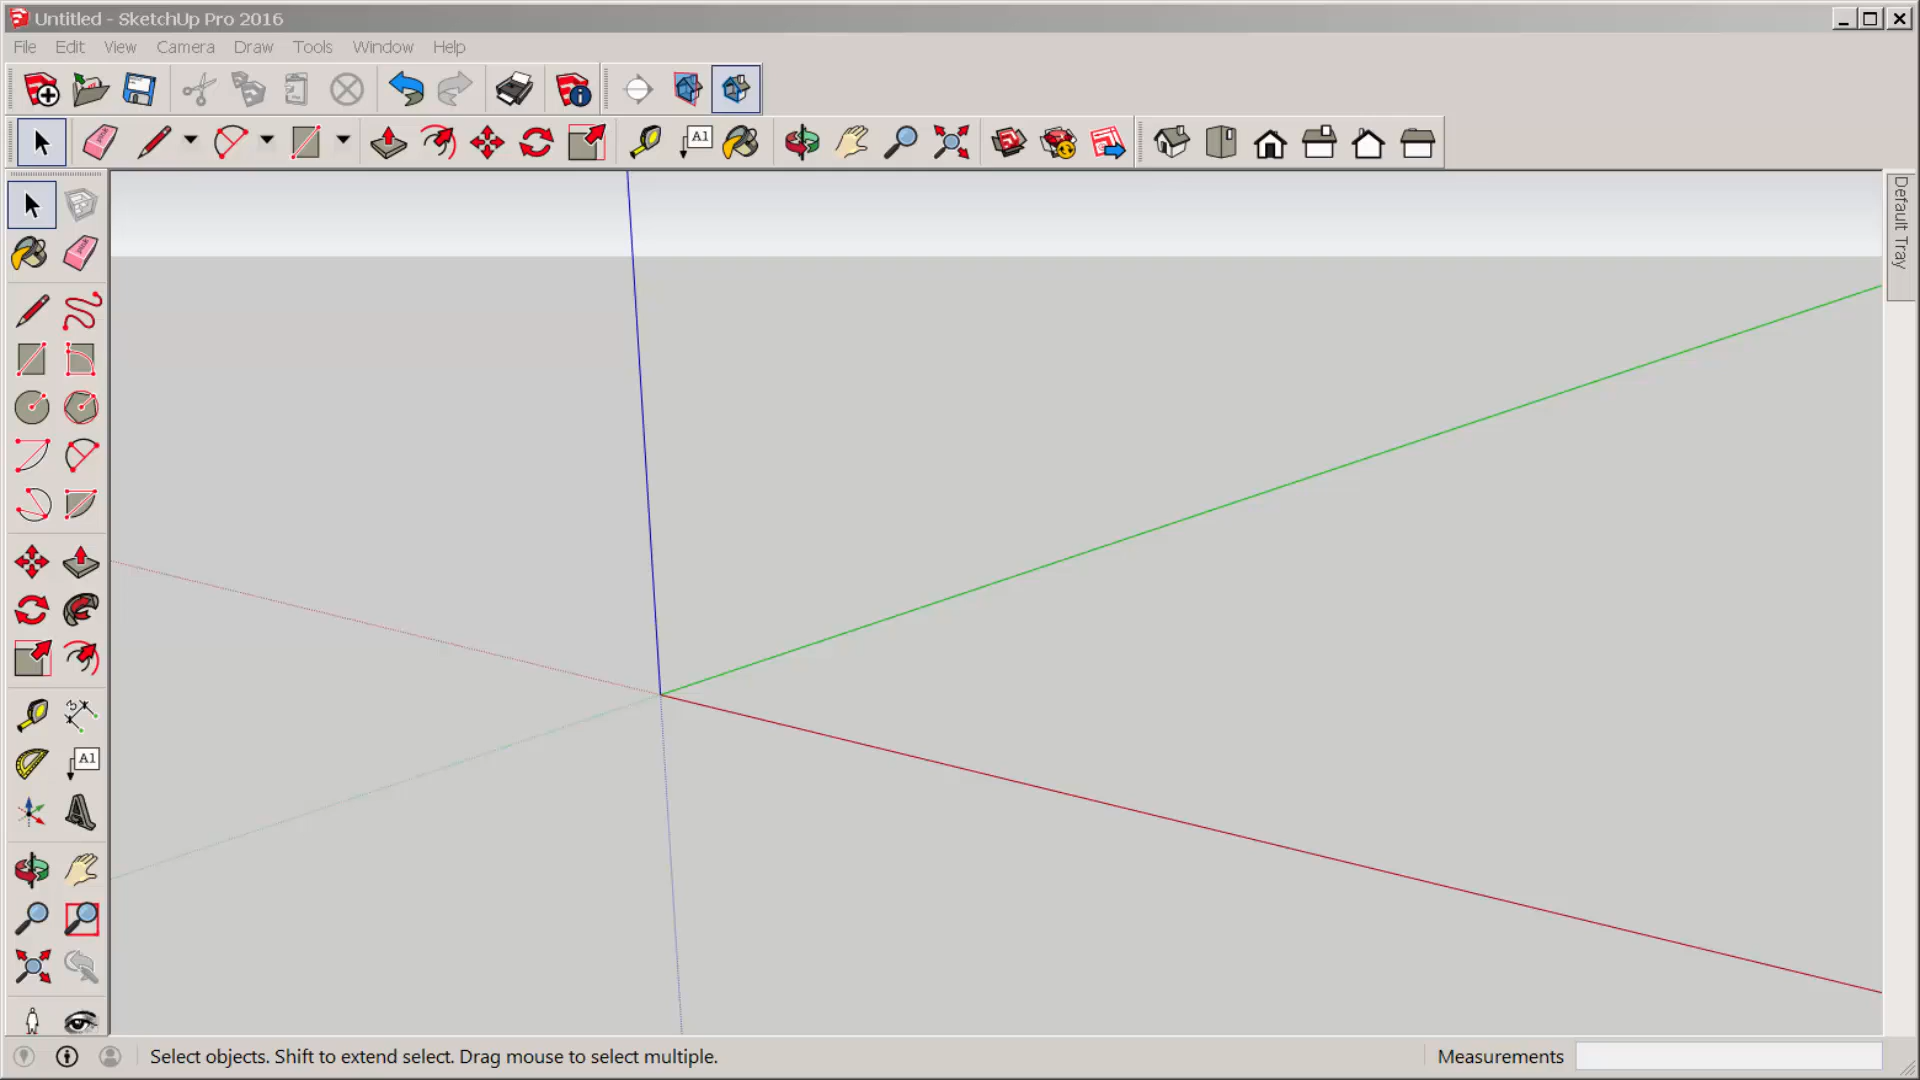 Untitled - SketchUp Pro 2016
File Edit View Camera Draw Tools Window Help
A1
Default Tray
A1
Select objects. Shift to extend select. Drag mouse to select multiple.
Measurements